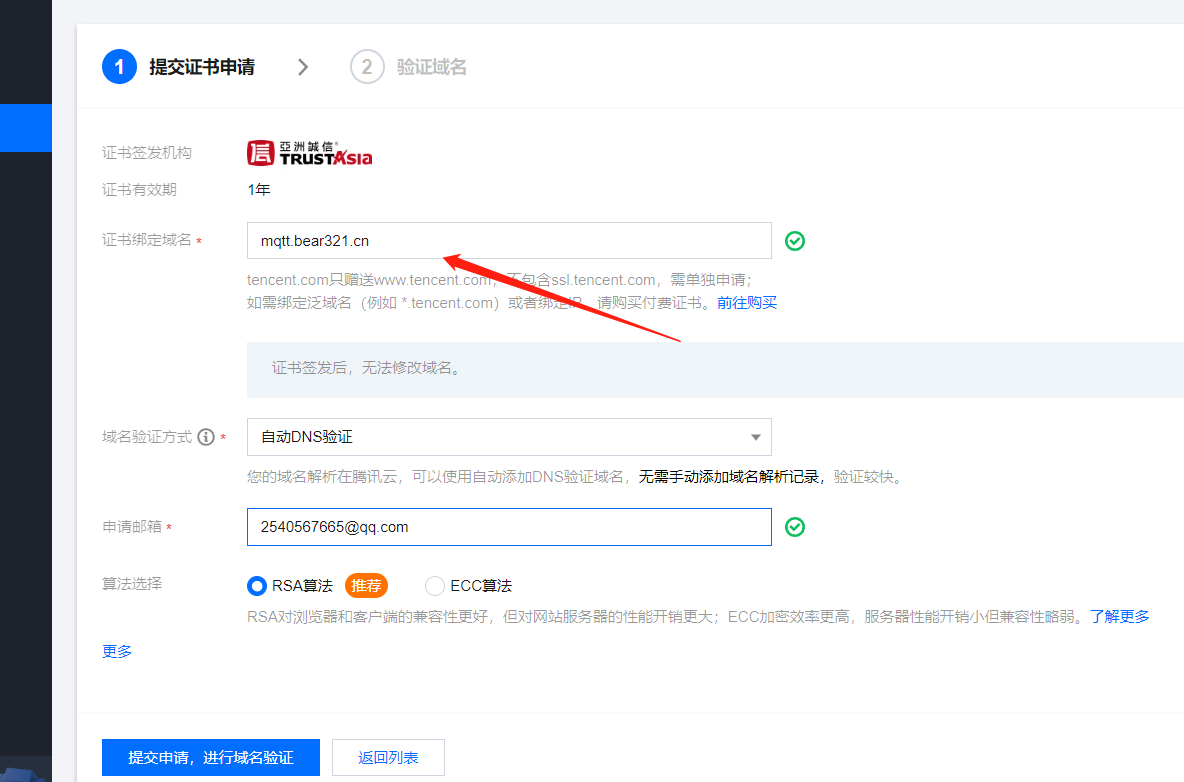 1 提交证书申请 2 验证域名
证书签发机构 亞洲誠信® TRUSTAsia
证书有效期 1年
证书绑定域名 * mqtt.bear321.cn
tencent.com只赠送www.tencent.com，不包含ssl.tencent.com，需单独申请；
如需绑定泛域名（例如 *.tencent.com）或者绑定IP，请购买付费证书。前往购买
证书签发后，无法修改域名。
域名验证方式 * 自动DNS验证
您的域名解析在腾讯云，可以使用自动添加DNS验证域名，无需手动添加域名解析记录，验证较快。
申请邮箱 * 2540567665@qq.com
算法选择 RSA算法 推荐 ECC算法
RSA对浏览器和客户端的兼容性更好，但对网站服务器的性能开销更大；ECC加密效率更高，服务器性能开销小但兼容性略弱。了解更多
更多
提交申请，进行域名验证 返回列表